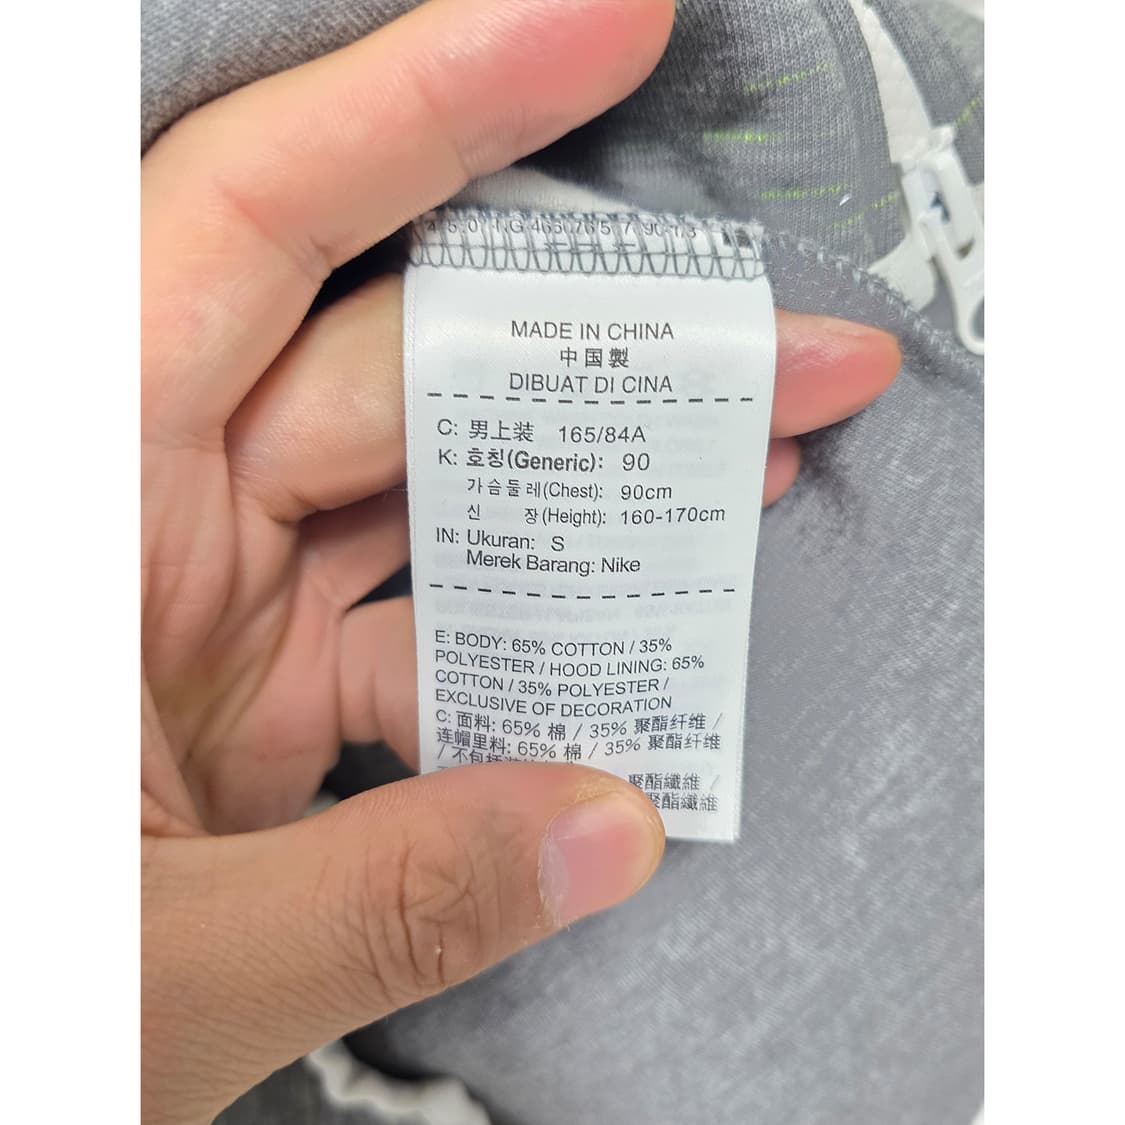 MADE IN CHINA
中国製
DIBUAT DI CINA
C: 男上装 165/84A
K: 호칭(Generic): 90
가슴둘레(Chest): 90cm
신 장(Height): 160-170cm
IN: Ukuran: S
Merek Barang: Nike
E: BODY: 65% COTTON / 35%
POLYESTER / HOOD LINING: 65%
COTTON / 35% POLYESTER /
EXCLUSIVE OF DECORATION
C: 面料: 65% 棉 / 35% 聚酯纤维 /
连帽里料: 65% 棉 / 35% 聚酯纤维
/ 不包括
聚酯纖維 /
聚酯纖維